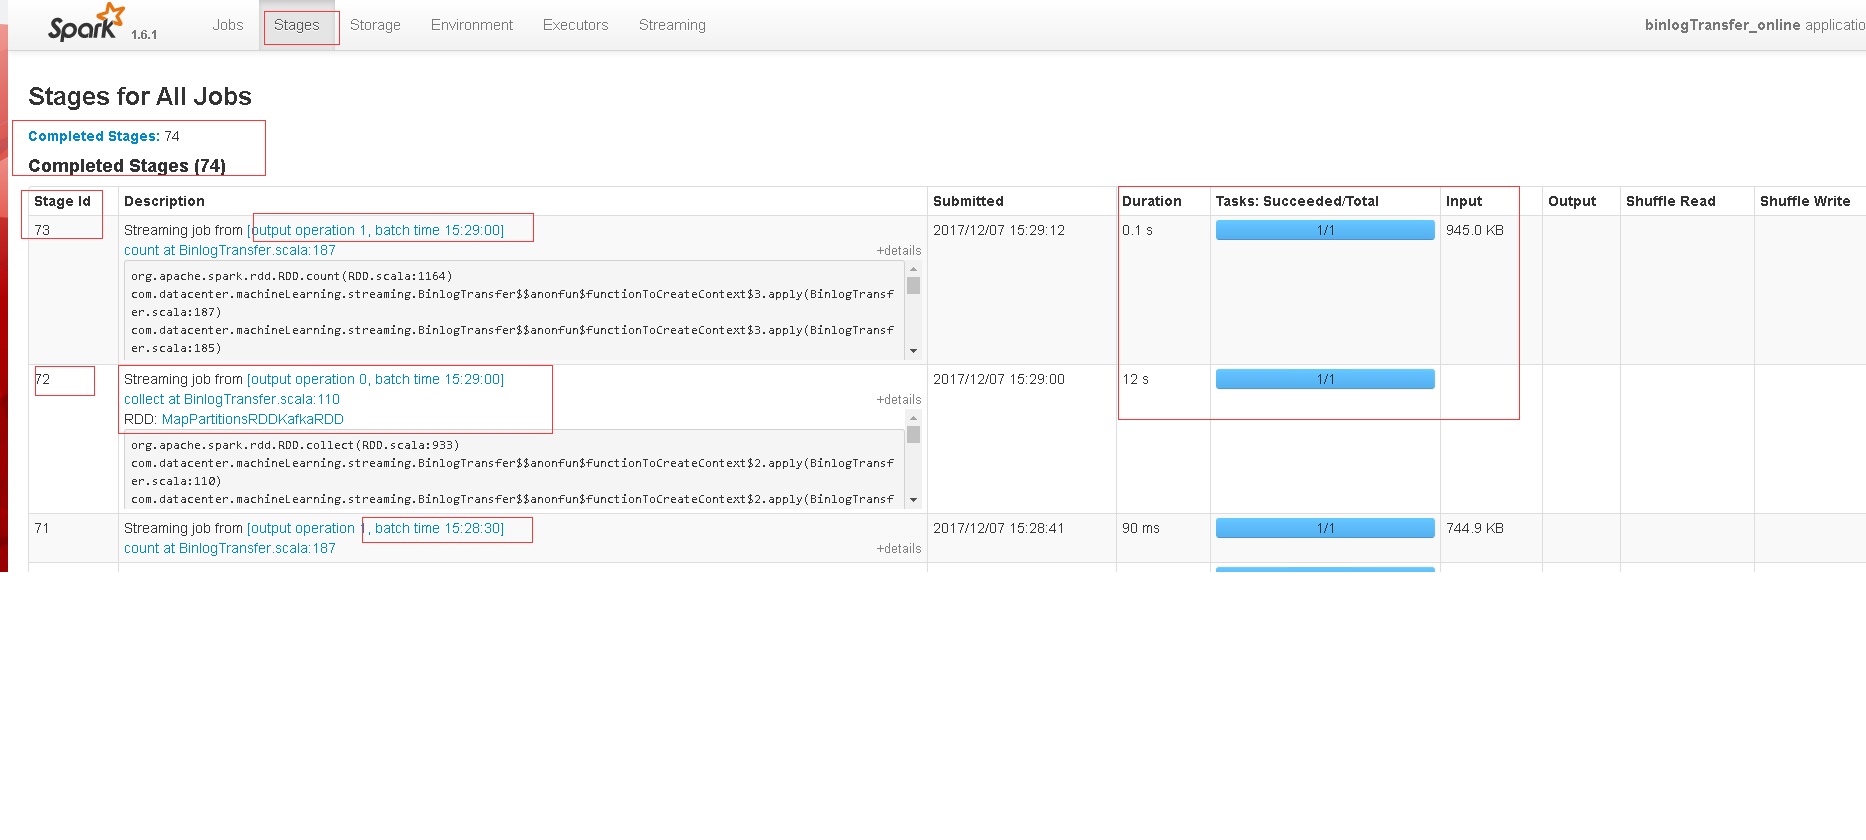 Spark 1.6.1 Jobs Stages Storage Environment Executors Streaming binlogTransfer_online applicatio
Stages for All Jobs
Completed Stages: 74
Completed Stages (74)
Stage Id Description Submitted Duration Tasks: Succeeded/Total Input Output Shuffle Read Shuffle Write
73 Streaming job from [output operation 1, batch time 15:29:00] 2017/12/07 15:29:12 0.1 s 1/1 945.0 KB
count at BinlogTransfer.scala:187 +details
org.apache.spark.rdd.RDD.count(RDD.scala:1164)
com.datacenter.machineLearning.streaming.BinlogTransfer$$anonfun$functionToCreateContext$3.apply(BinlogTransf
er.scala:187)
com.datacenter.machineLearning.streaming.BinlogTransfer$$anonfun$functionToCreateContext$3.apply(BinlogTransf
er.scala:185)
72 Streaming job from [output operation 0, batch time 15:29:00] 2017/12/07 15:29:00 12 s 1/1
collect at BinlogTransfer.scala:110 +details
RDD: MapPartitionsRDDKafkaRDD
org.apache.spark.rdd.RDD.collect(RDD.scala:933)
com.datacenter.machineLearning.streaming.BinlogTransfer$$anonfun$functionToCreateContext$2.apply(BinlogTransf
er.scala:110)
com.datacenter.machineLearning.streaming.BinlogTransfer$$anonfun$functionToCreateContext$2.apply(BinlogTransf
71 Streaming job from [output operation 1, batch time 15:28:30] 2017/12/07 15:28:41 90 ms 1/1 744.9 KB
count at BinlogTransfer.scala:187 +details